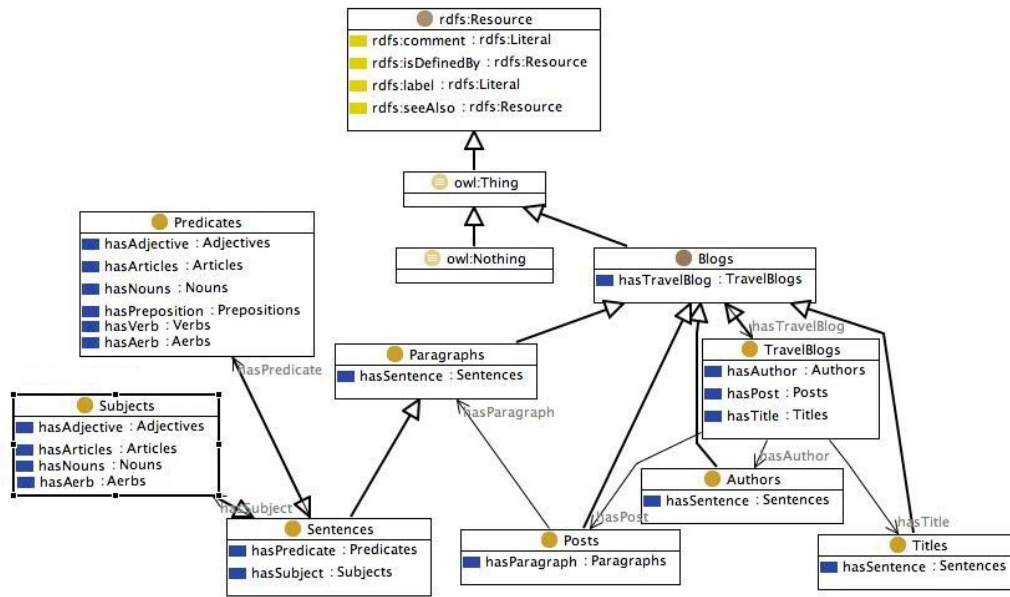 rdfs:Resource
rdfs:comment : rdfs:Literal
rdfs:isDefinedBy : rdfs:Resource
rdfs:label : rdfs:Literal
rdfs:seeAlso : rdfs:Resource
owl:Thing
Predicates
hasAdjective : Adjectives
hasArticles : Articles
hasNouns : Nouns
hasPreposition : Prepositions
hasVerb : Verbs
hasAerb : Aerbs
owl:Nothing
Blogs
hasTravelBlog : TravelBlogs
hasTravelBlog
hasPredicate
Paragraphs
hasSentence : Sentences
TravelBlogs
hasAuthor : Authors
hasPost : Posts
hasTitle : Titles
Subjects
hasAdjective : Adjectives
hasArticles : Articles
hasNouns : Nouns
hasAerb : Aerbs
hasParagraph
hasAuthor
Authors
hasSentence : Sentences
hasSubject
hasPost
hasTitle
Sentences
hasPredicate : Predicates
hasSubject : Subjects
Posts
hasParagraph : Paragraphs
Titles
hasSentence : Sentences